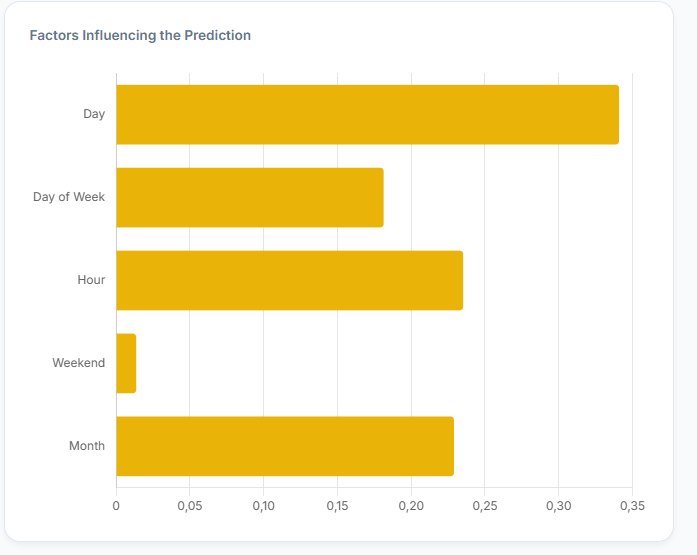 Factors Influencing the Prediction
Day
Day of Week
Hour
Weekend
Month
0 0,05 0,10 0,15 0,20 0,25 0,30 0,35